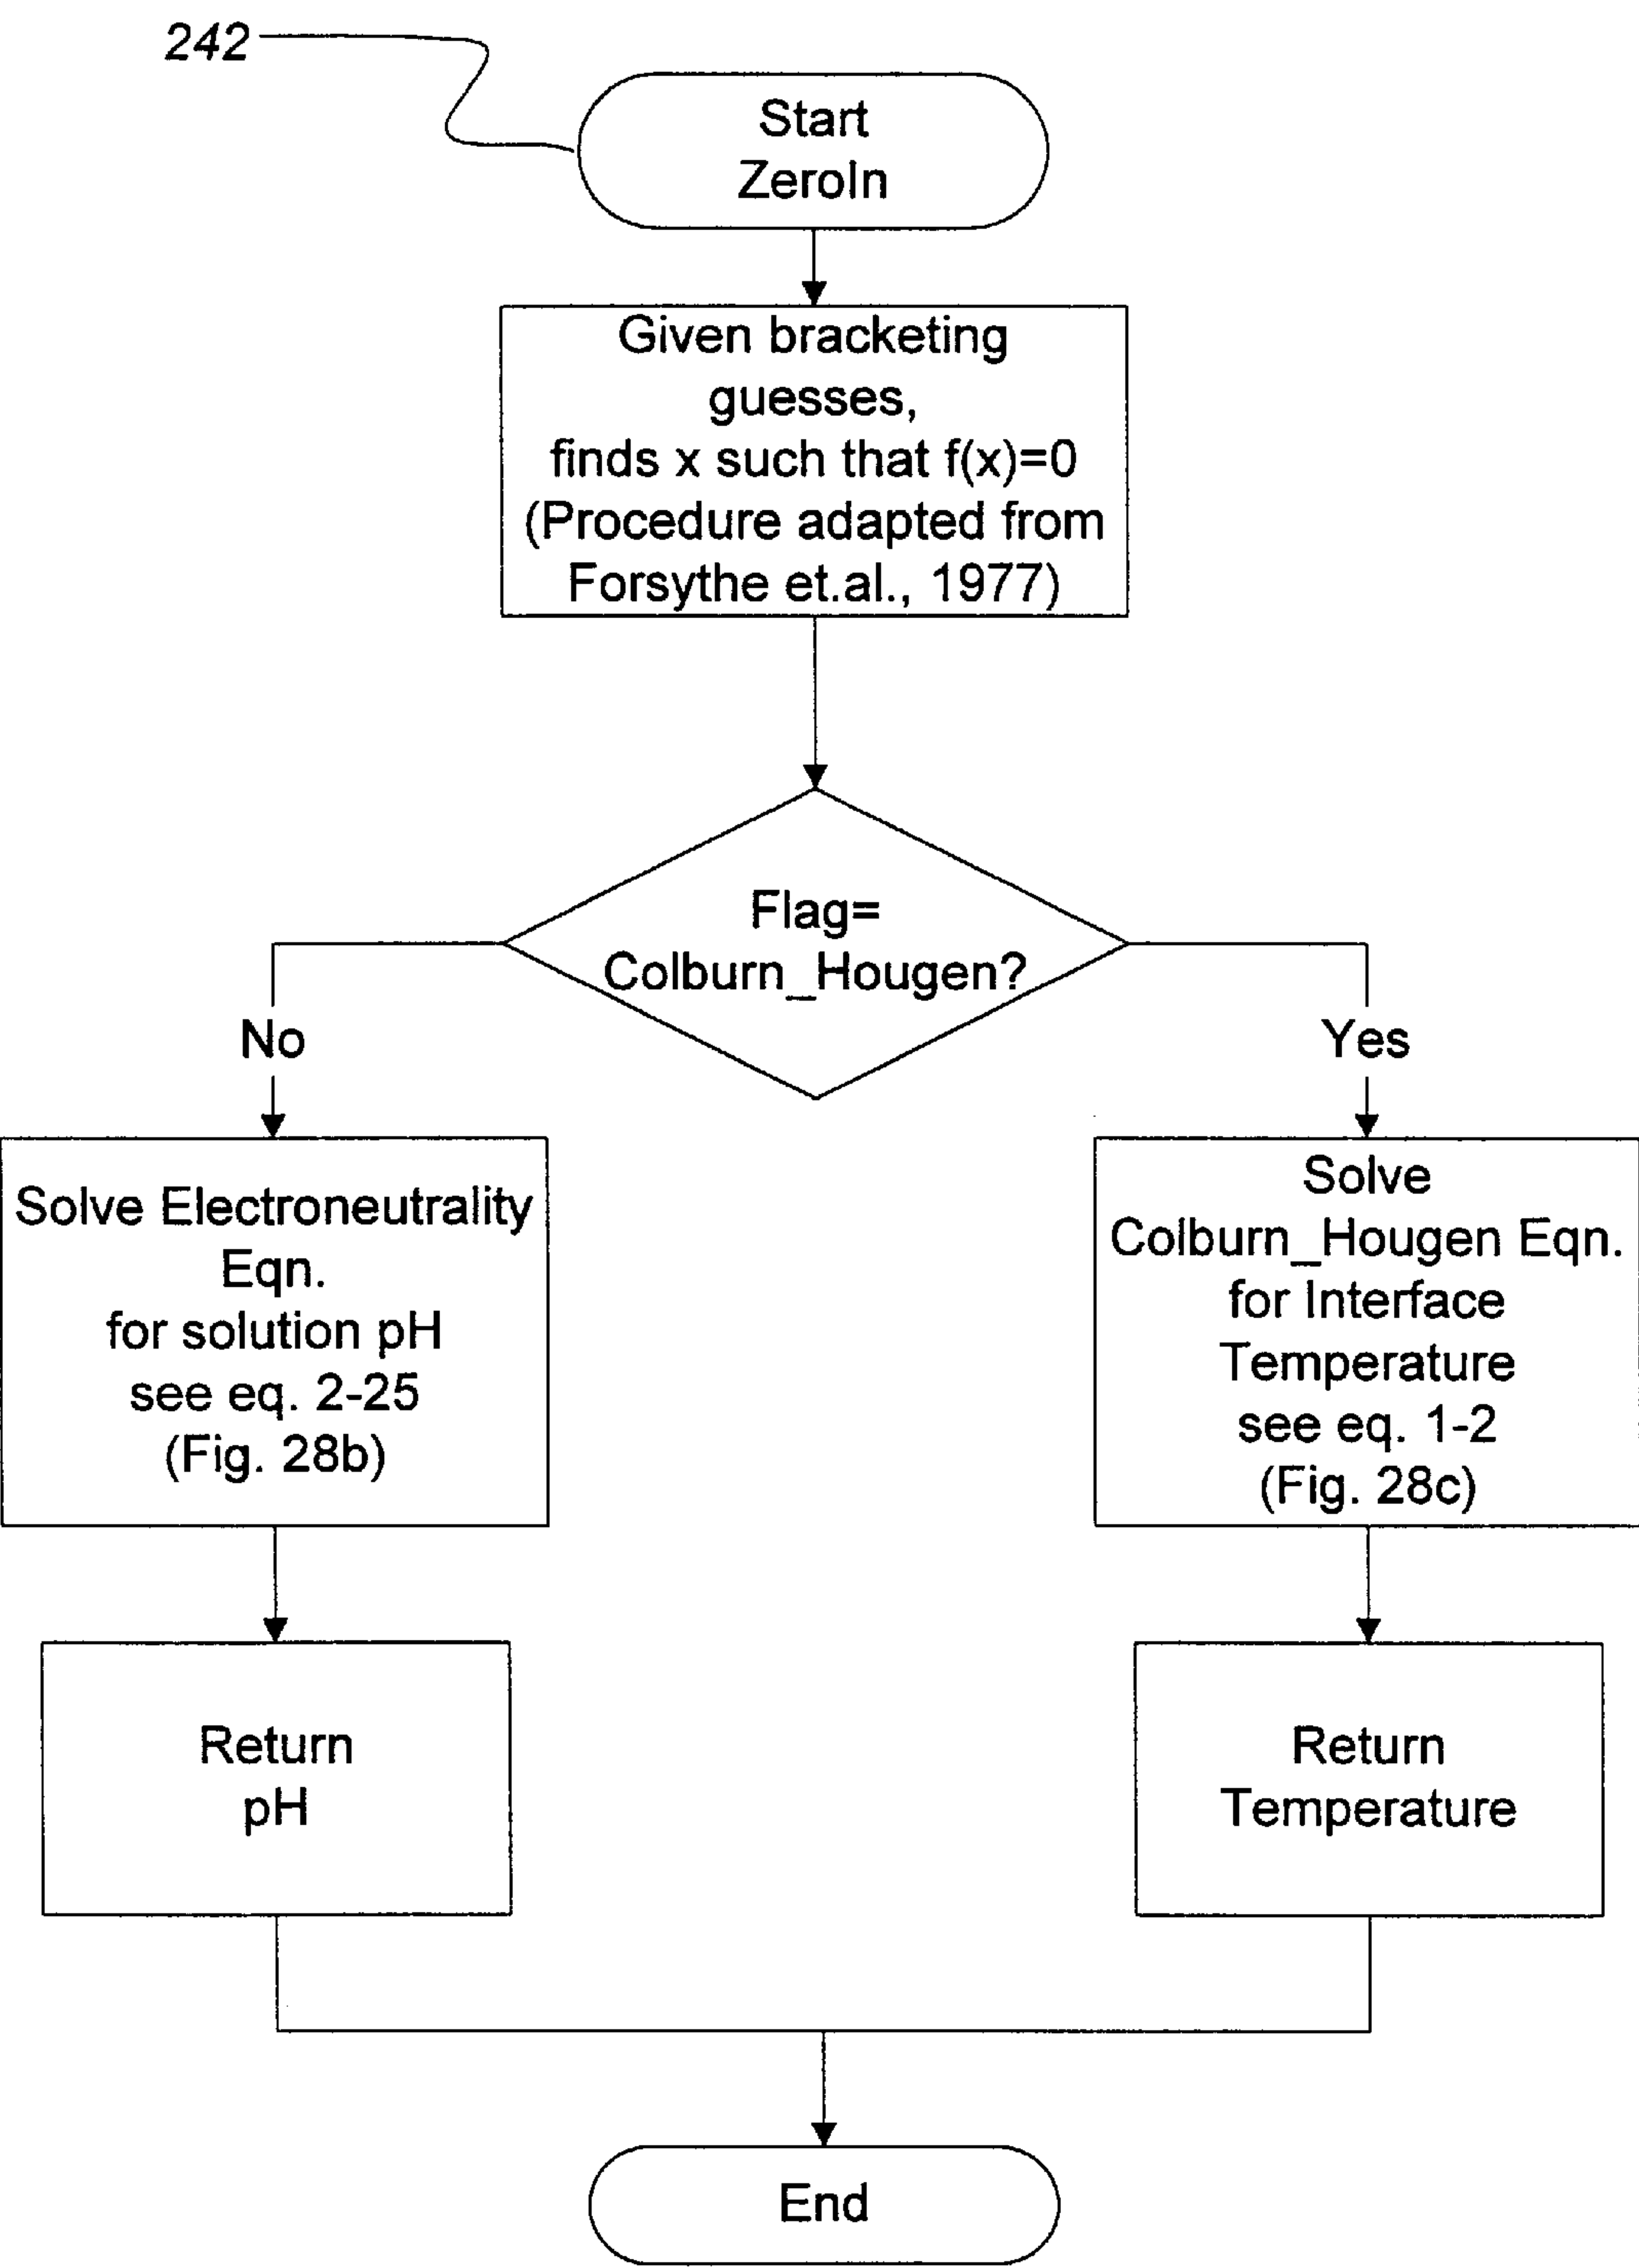 242
Start
ZeroIn
Given bracketing
guesses,
finds x such that f(x)=0
(Procedure adapted from
Forsythe et.al., 1977)
Flag=
Colburn_Hougen?
No
Yes
Solve Electroneutrality
Eqn.
for solution pH
see eq. 2-25
(Fig. 28b)
Solve
Colburn_Hougen Eqn.
for Interface
Temperature
see eq. 1-2
(Fig. 28c)
Return
pH
Return
Temperature
End